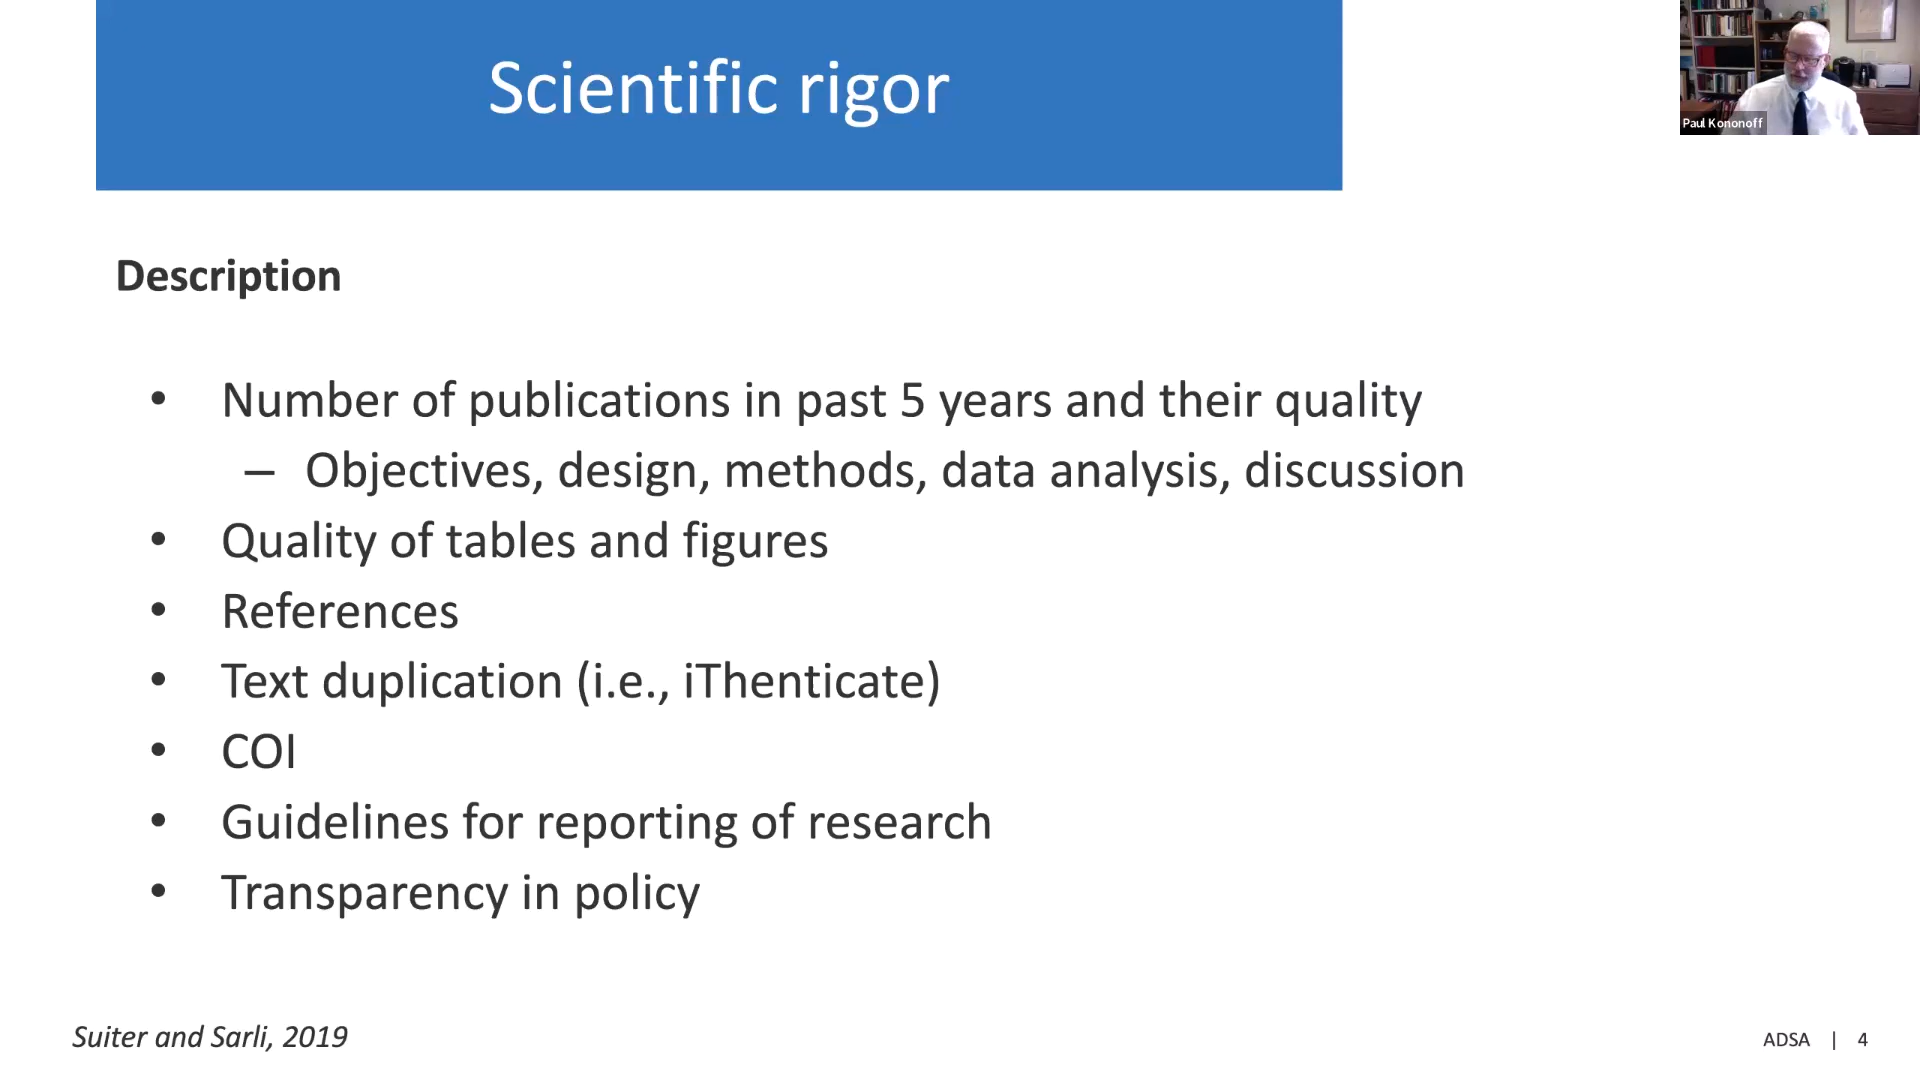 Scientific rigor
Paul Kononoff
Description
• Number of publications in past 5 years and their quality
– Objectives, design, methods, data analysis, discussion
• Quality of tables and figures
• References
• Text duplication (i.e., iThenticate)
• COI
• Guidelines for reporting of research
• Transparency in policy
Suiter and Sarli, 2019
ADSA | 4